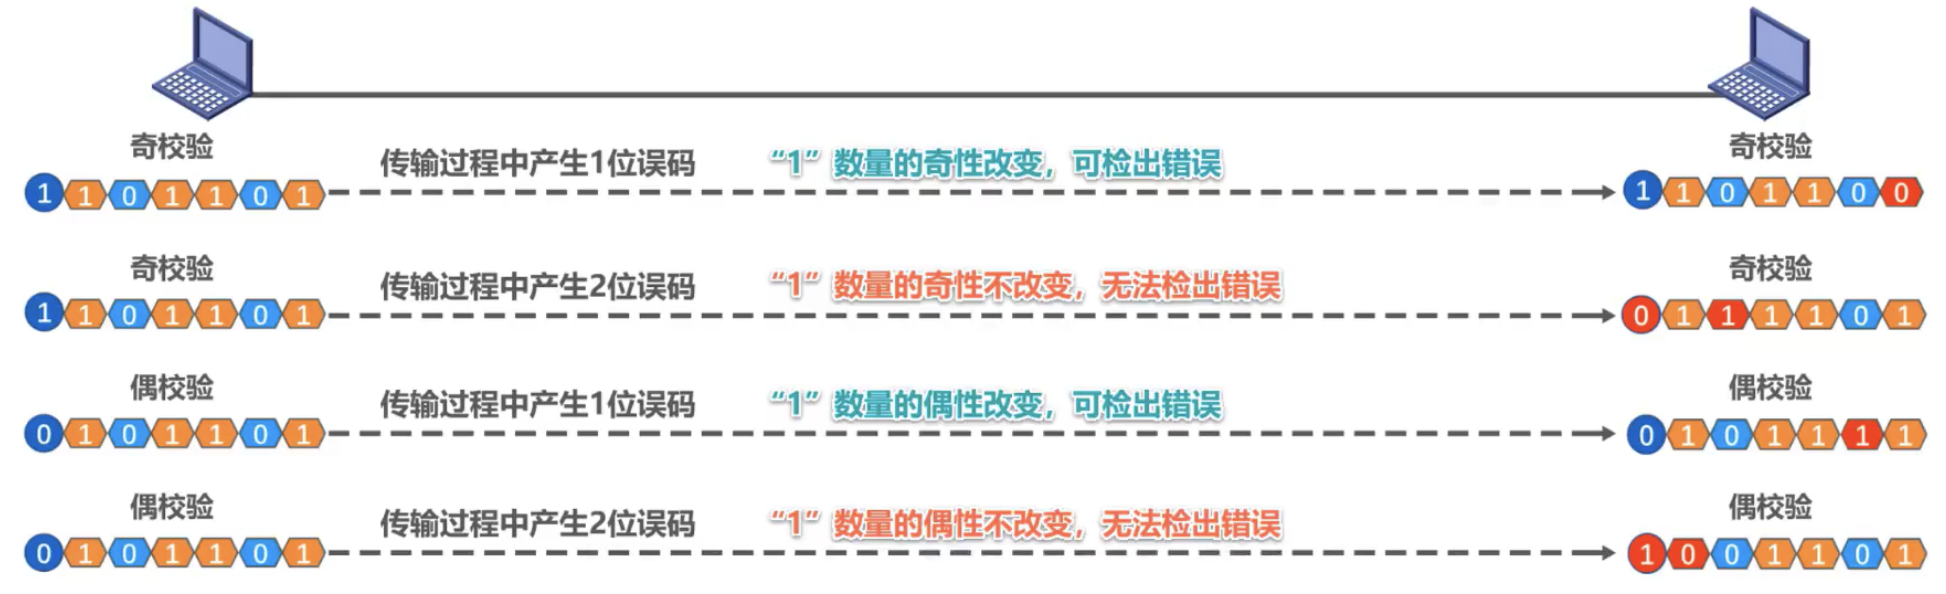 奇校验 奇校验
传输过程中产生1位误码 “1”数量的奇性改变，可检出错误
1 1 0 1 1 0 1 1 1 0 1 1 0 0
奇校验 奇校验
传输过程中产生2位误码 “1”数量的奇性不改变，无法检出错误
1 1 0 1 1 0 1 0 1 1 1 1 0 1
偶校验 偶校验
传输过程中产生1位误码 “1”数量的偶性改变，可检出错误
0 1 0 1 1 0 1 0 1 0 1 1 1 1
偶校验 偶校验
传输过程中产生2位误码 “1”数量的偶性不改变，无法检出错误
0 1 0 1 1 0 1 1 0 0 1 1 0 1